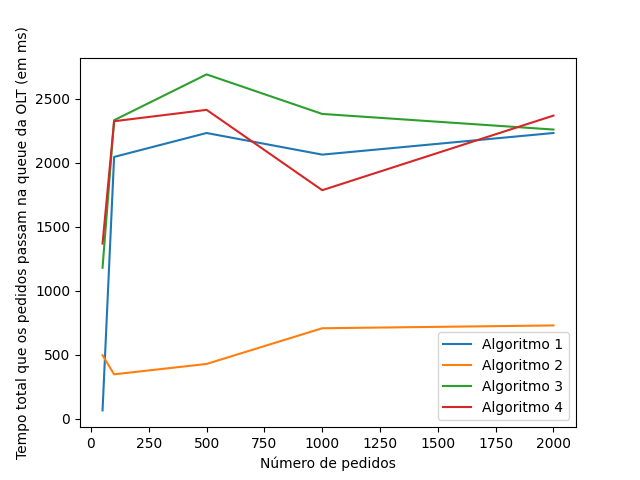 Tempo total que os pedidos passam na queue da OLT (em ms)
2500
2000
1500
1000
500
0
Algoritmo 1
Algoritmo 2
Algoritmo 3
Algoritmo 4
0 250 500 750 1000 1250 1500 1750 2000
Número de pedidos